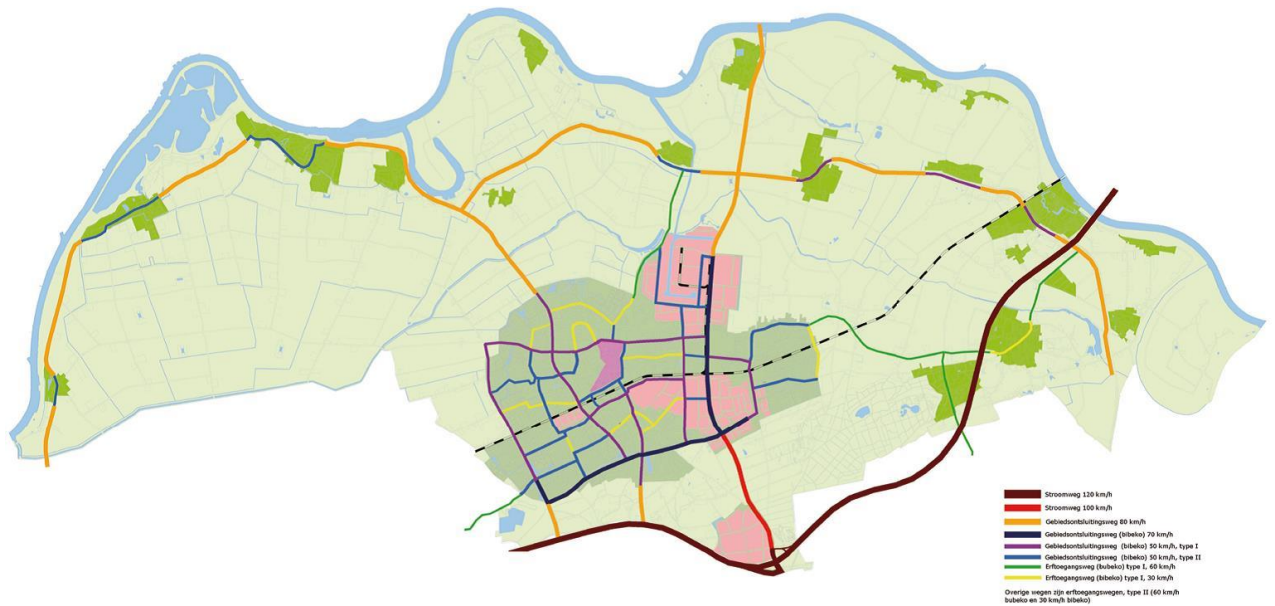 Stroomweg 120 km/h
Stroomweg 100 km/h
Gebiedsontsluitingsweg 80 km/h
Gebiedsontsluitingsweg (bibeko) 70 km/h
Gebiedsontsluitingsweg (bibeko) 50 km/h, type I
Gebiedsontsluitingsweg (bibeko) 50 km/h, type II
Erftoegangsweg (bubeko) type I, 60 km/h
Erftoegangsweg (bibeko) type I, 30 km/h
Overige wegen zijn erftoegangswegen, type II (60 km/h
bubeko en 30 km/h bibeko)